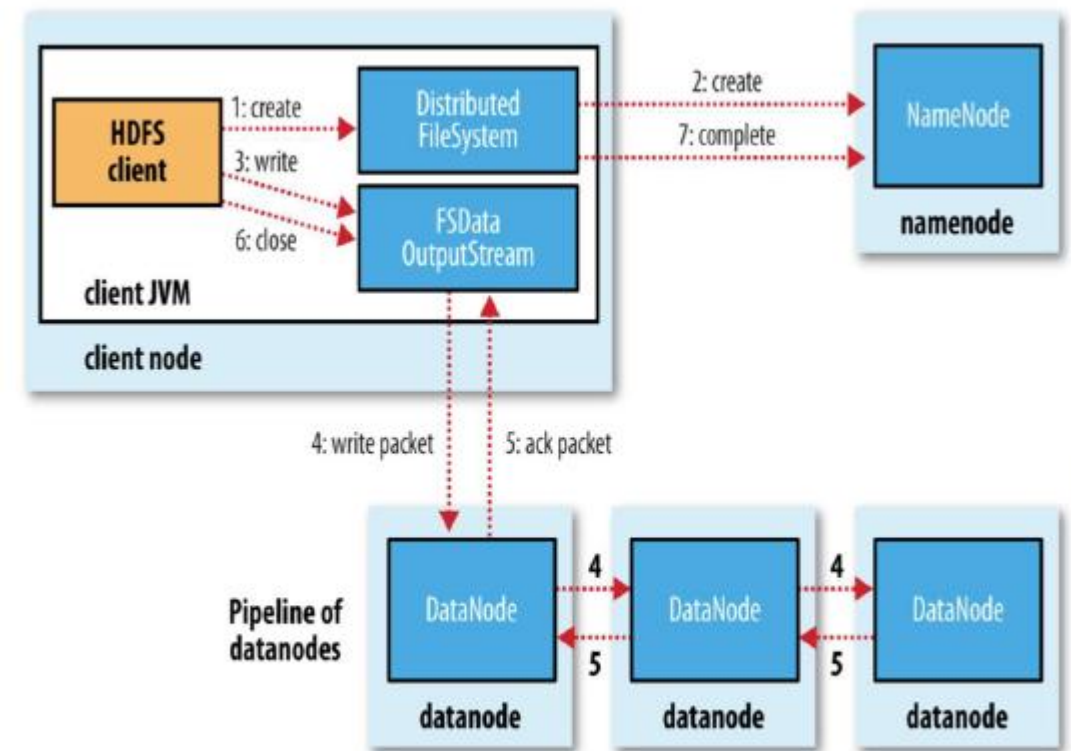 1: create
Distributed
FileSystem
2: create
7: complete
NameNode
namenode
HDFS
client
3: write
6: close
FSData
OutputStream
client JVM
client node
4: write packet
5: ack packet
Pipeline of
datanodes
DataNode
4
5
DataNode
4
5
DataNode
datanode
datanode
datanode